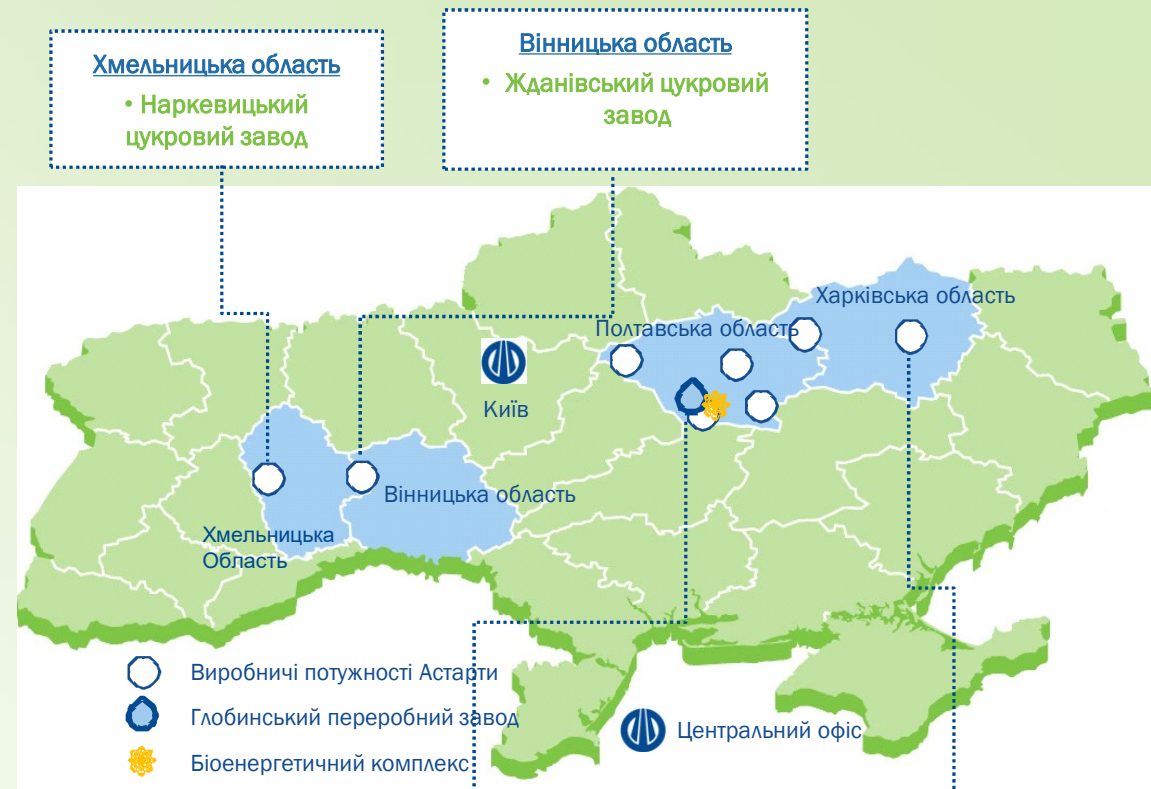 Хмельницька область
• Наркевицький
цукровий завод
Вінницька область
• Жданівський цукровий
завод
Харківська область
Полтавська область
Київ
Вінницька область
Хмельницька
Область
Виробничі потужності Астарти
Глобинський переробний завод
Центральний офіс
Біоенергетичний комплекс